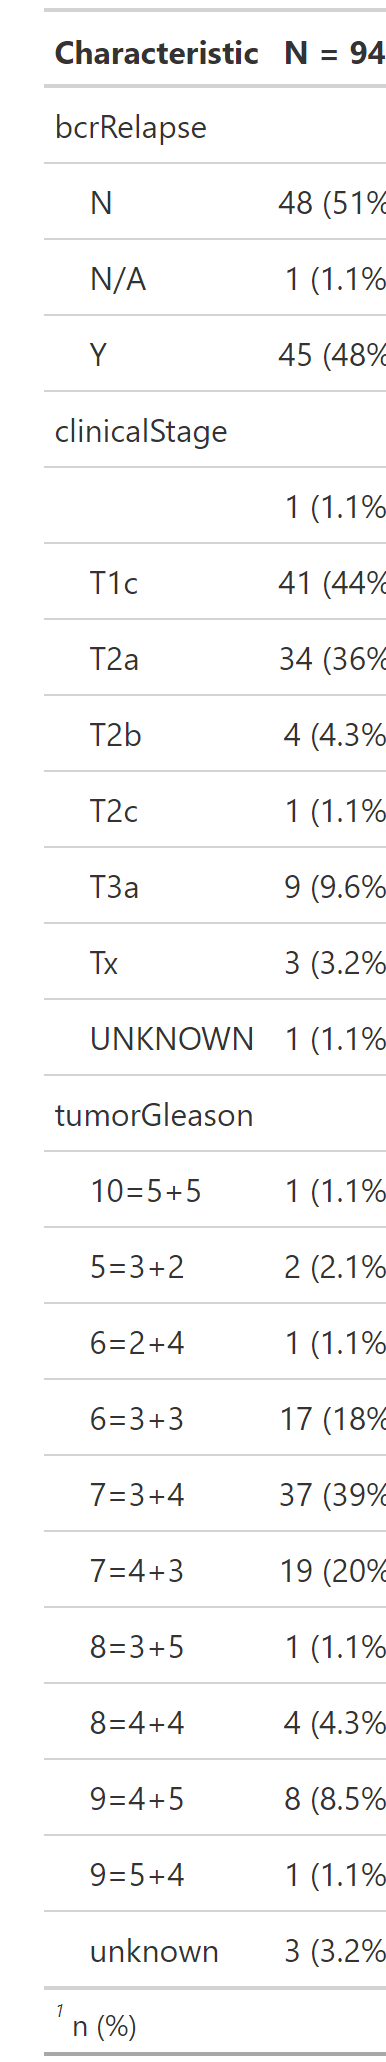 Characteristic N = 94
bcrRelapse
N 48 (51%
N/A 1 (1.1%
Y 45 (48%
clinicalStage
1 (1.1%
T1c 41 (44%
T2a 34 (36%
T2b 4 (4.3%
T2c 1 (1.1%
T3a 9 (9.6%
Tx 3 (3.2%
UNKNOWN 1 (1.1%
tumorGleason
10=5+5 1 (1.1%
5=3+2 2 (2.1%
6=2+4 1 (1.1%
6=3+3 17 (18%
7=3+4 37 (39%
7=4+3 19 (20%
8=3+5 1 (1.1%
8=4+4 4 (4.3%
9=4+5 8 (8.5%
9=5+4 1 (1.1%
unknown 3 (3.2%
1 n (%)